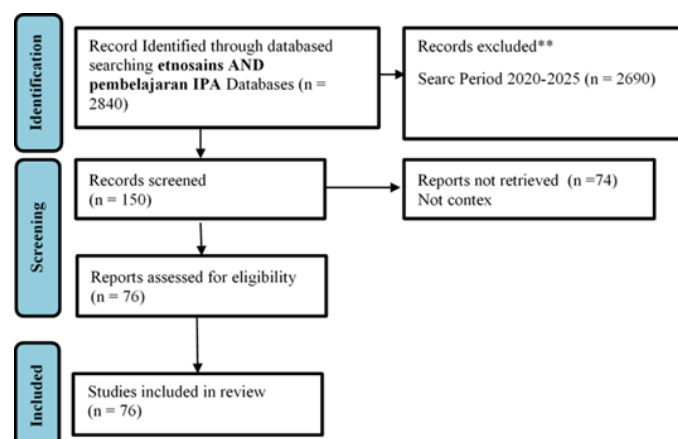 Identification
Record Identified through databased
searching etnosains AND
pembelajaran IPA Databases (n =
2840)
Records excluded**
Searc Period 2020-2025 (n = 2690)
Screening
Records screened
(n = 150)
Reports not retrieved (n =74)
Not contex
Reports assessed for eligibility
(n = 76)
Included
Studies included in review
(n = 76)